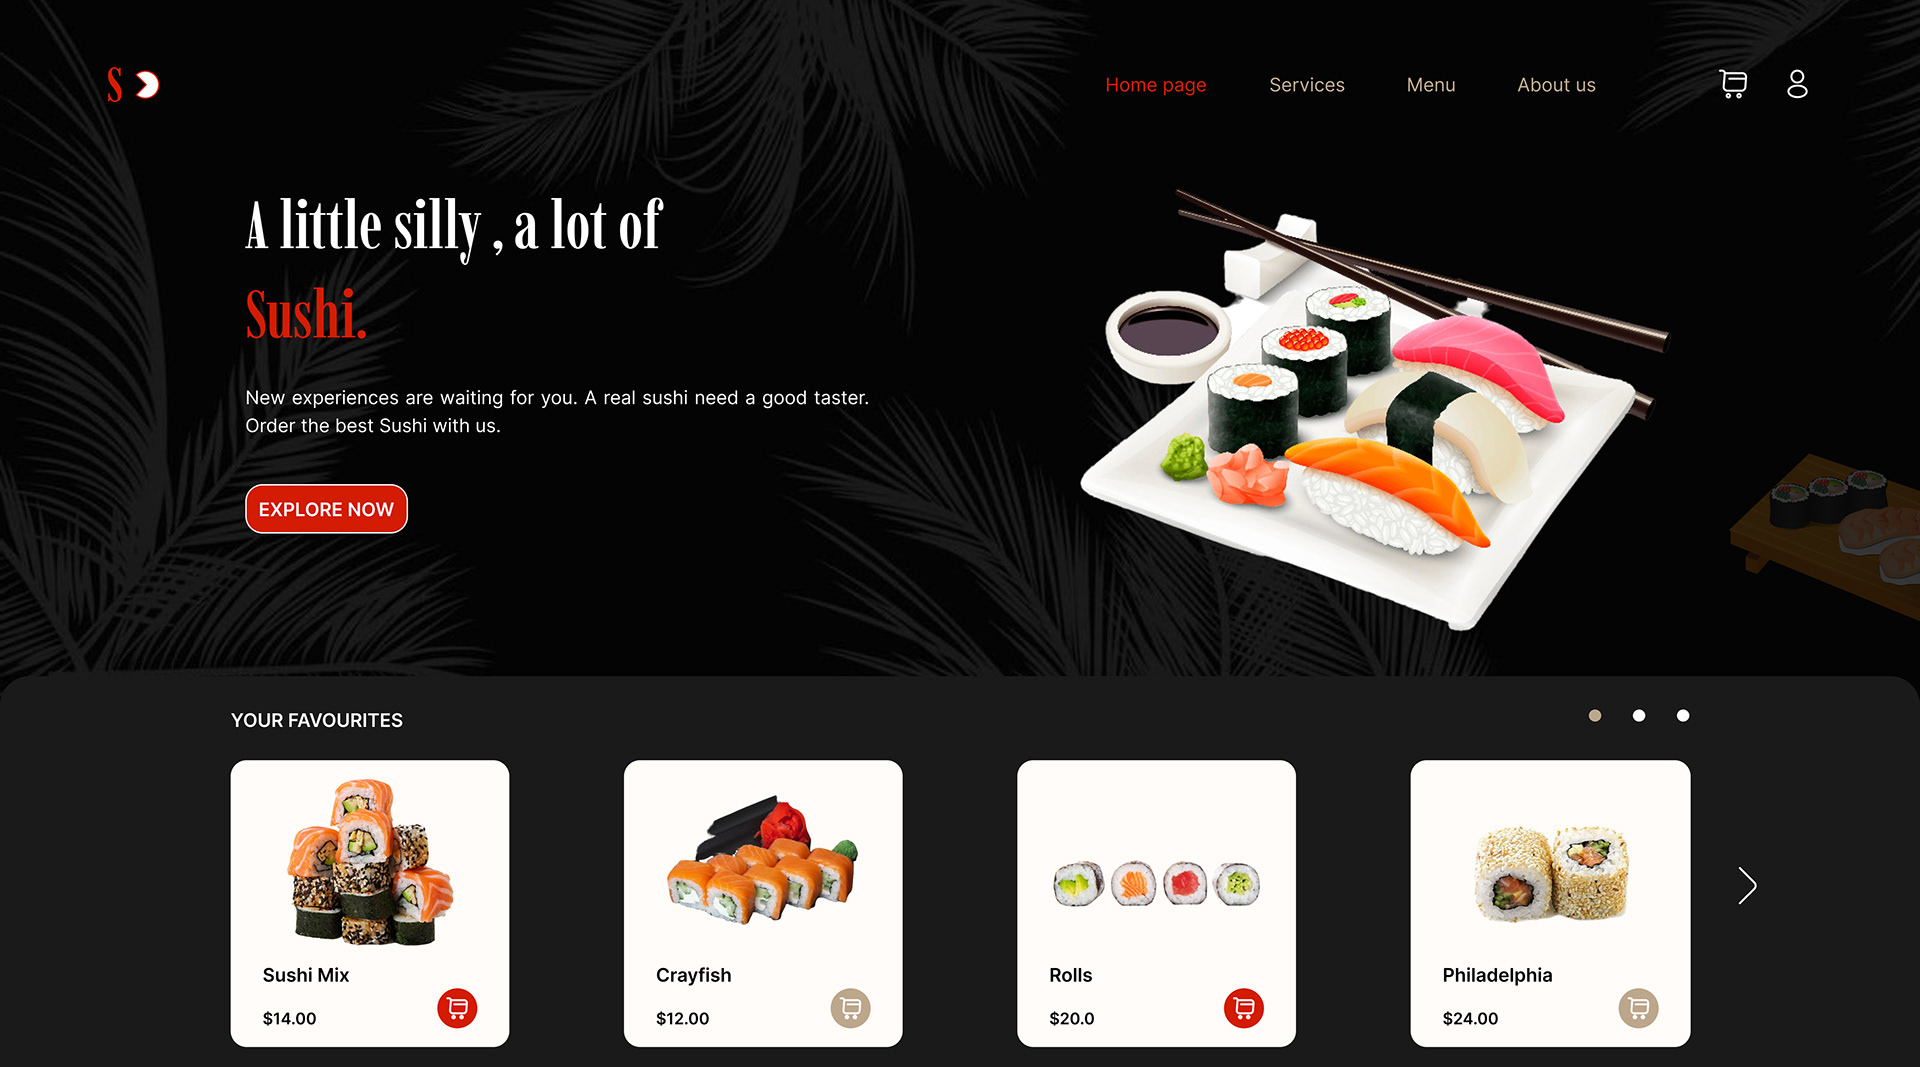 S
Home page Services Menu About us
A little silly , a lot of
Sushi.
New experiences are waiting for you. A real sushi need a good taster.
Order the best Sushi with us.
EXPLORE NOW
YOUR FAVOURITES
Sushi Mix
$14.00
Crayfish
$12.00
Rolls
$20.0
Philadelphia
$24.00